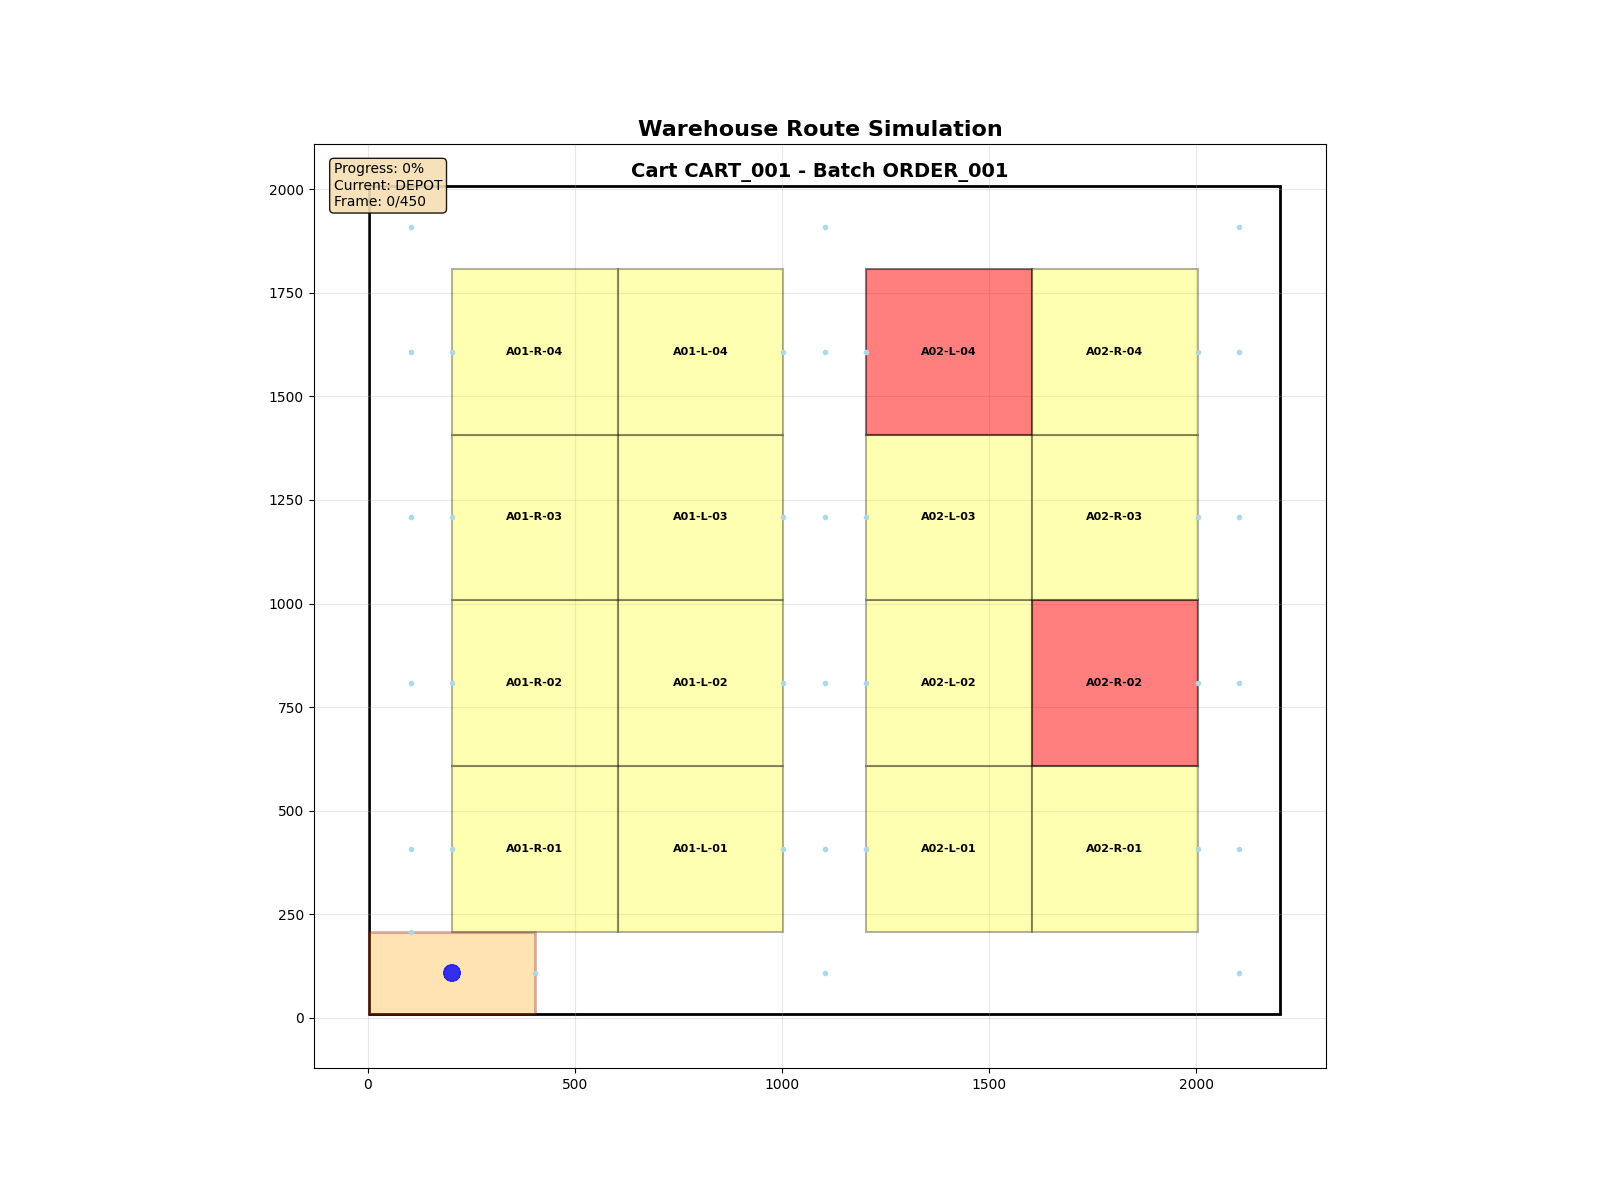 Warehouse Route Simulation
Cart CART_001 - Batch ORDER_001
Progress: 0%
Current: DEPOT
Frame: 0/450
2000
1750
1500
1250
1000
750
500
250
0
A01-R-04 A01-L-04 A02-L-04 A02-R-04
A01-R-03 A01-L-03 A02-L-03 A02-R-03
A01-R-02 A01-L-02 A02-L-02 A02-R-02
A01-R-01 A01-L-01 A02-L-01 A02-R-01
0 500 1000 1500 2000